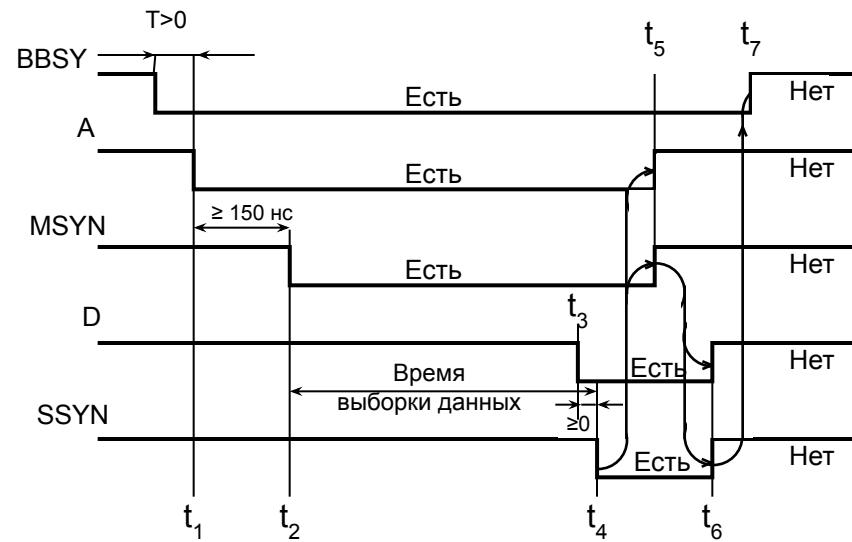 T>0
t5
t7
BBSY
Есть
Нет
A
Есть
Нет
≥ 150 нс
MSYN
Есть
Нет
D
t3
Есть
Нет
Время
выборки данных
≥0
SSYN
Есть
Нет
t1
t2
t4
t6